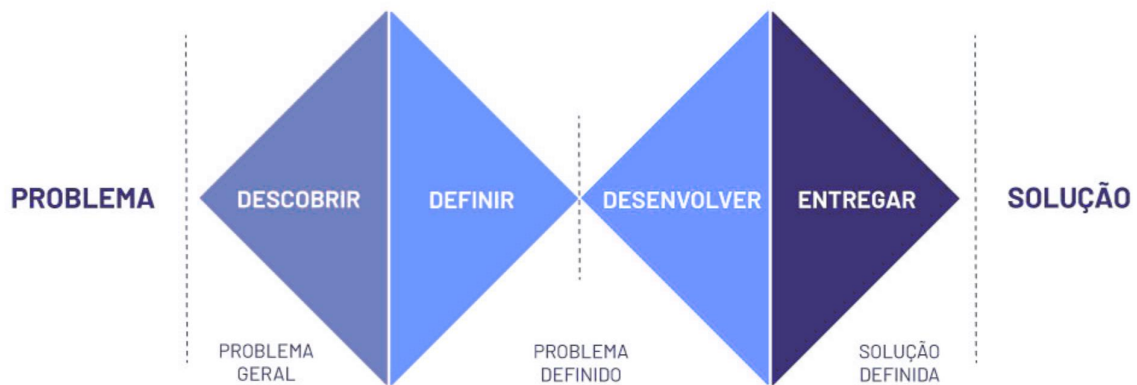 PROBLEMA
DESCOBRIR
DEFINIR
DESENVOLVER
ENTREGAR
SOLUÇÃO
PROBLEMA
GERAL
PROBLEMA
DEFINIDO
SOLUÇÃO
DEFINIDA